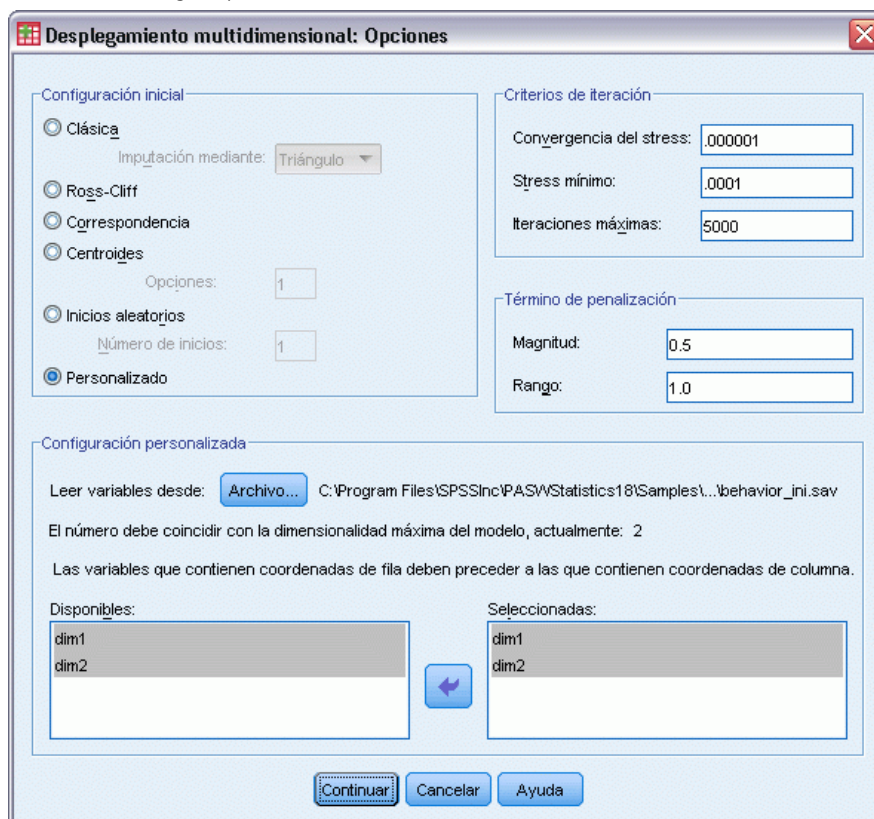 Desplegamiento multidimensional: Opciones
Configuración inicial
Clásica
Imputación mediante: Triángulo
Ross-Cliff
Correspondencia
Centroides
Opciones: 1
Inicios aleatorios
Número de inicios: 1
Personalizado
Criterios de iteración
Convergencia del stress: .000001
Stress mínimo: .0001
Iteraciones máximas: 5000
Término de penalización
Magnitud: 0.5
Rango: 1.0
Configuración personalizada
Leer variables desde: Archivo... C:\Program Files\SPSSInc\PASWStatistics18\Samples\...\behavior_ini.sav
El número debe coincidir con la dimensionalidad máxima del modelo, actualmente: 2
Las variables que contienen coordenadas de fila deben preceder a las que contienen coordenadas de columna.
Disponibles:
dim1
dim2
Seleccionadas:
dim1
dim2
Continuar Cancelar Ayuda